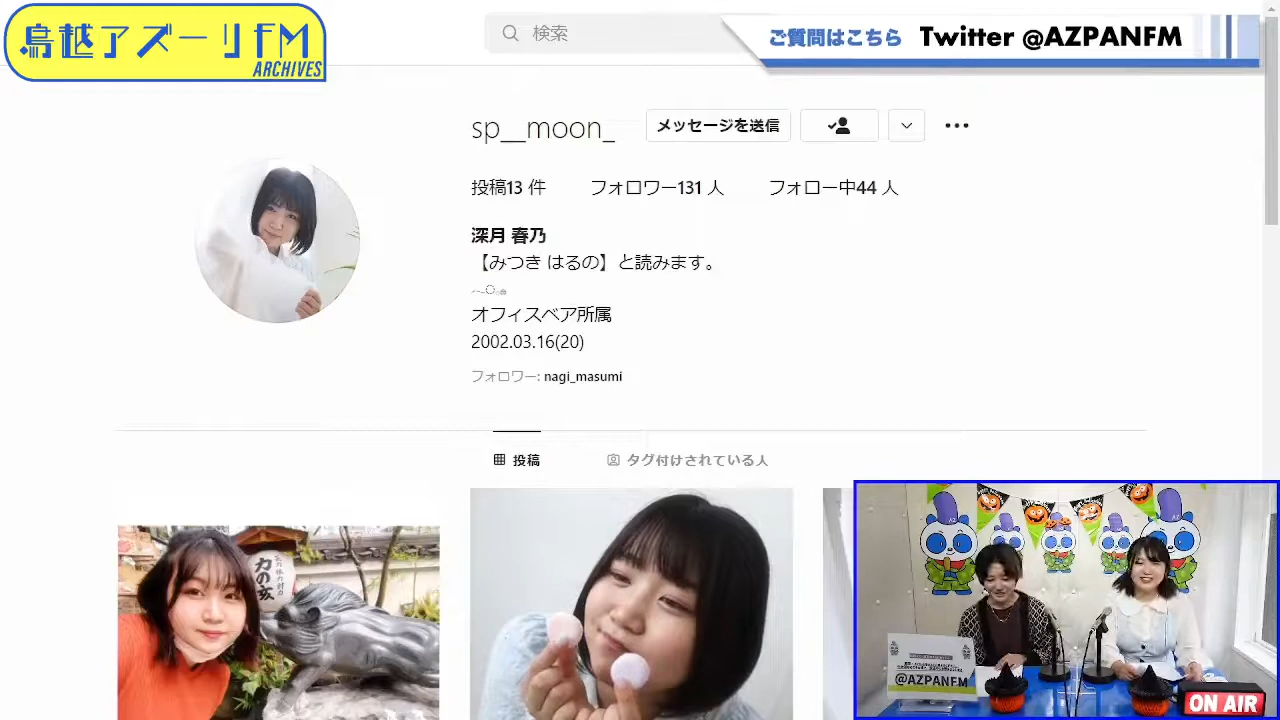 鳥越アズーリFM
ARCHIVES
検索
ご質問はこちら Twitter @AZPANFM
sp__moon_
メッセージを送信
投稿13 件 フォロワー131 人 フォロー中44 人
深月 春乃
【みつき はるの】と読みます。
オフィスベア所属
2002.03.16(20)
フォロワー: nagi_masumi
投稿
タグ付けされている人
力の亥
@AZPANFM
ON AIR